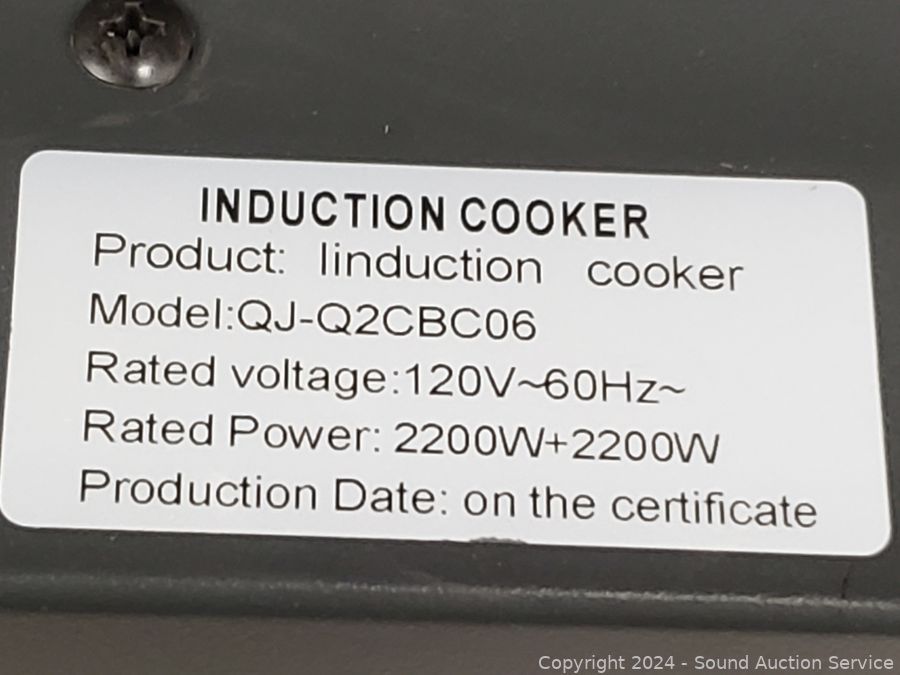 INDUCTION COOKER
Product: Iinduction cooker
Model:QJ-Q2CBC06
Rated voltage:120V~60Hz~
Rated Power: 2200W+2200W
Production Date: on the certificate
Copyright 2024 - Sound Auction Service